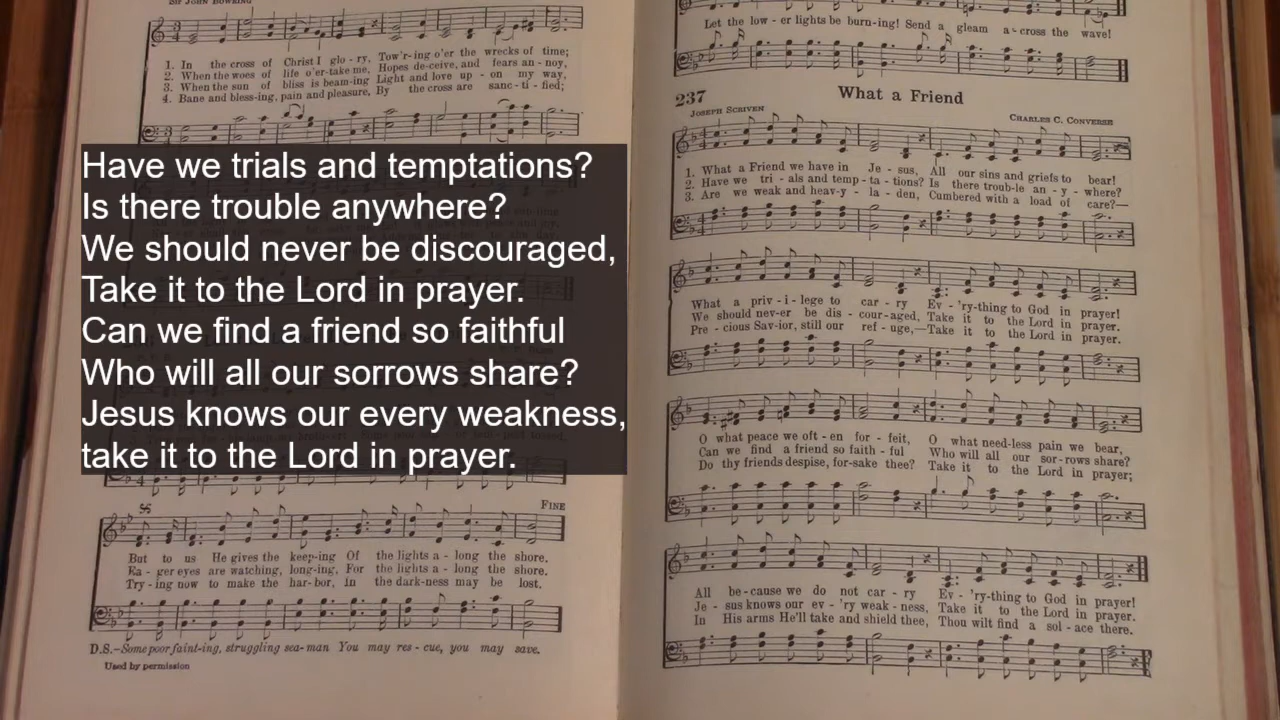 SIR JOHN BOWRING
1. In the cross of Christ I glo - ry, Tow'r-ing o'er the wrecks of time;
2. When the woes of life o'er-take me, Hopes de-ceive, and fears an - noy,
3. When the sun of bliss is beam-ing Light and love up - on my way,
4. Bane and bless-ing, pain and pleasure, By the cross are sanc - ti - fied;
Have we trials and temptations?
Is there trouble anywhere?
We should never be discouraged,
Take it to the Lord in prayer.
Can we find a friend so faithful
Who will all our sorrows share?
Jesus knows our every weakness,
take it to the Lord in prayer.
FINE
But to us He gives the keep-ing Of the lights a - long the shore.
Ea - ger eyes are watching, long-ing, For the lights a - long the shore.
Try - ing now to make the har-bor, In the dark-ness may be lost.
D.S.—Some poor faint-ing, struggling sea-man You may res - cue, you may save.
Used by permission
Let the low - er lights be burn-ing! Send a gleam a-cross the wave!
237 What a Friend
JOSEPH SCRIVEN CHARLES C. CONVERSE
1. What a Friend we have in Je - sus, All our sins and griefs to bear!
2. Have we tri - als and temp - ta - tions? Is there troub-le an - y - where?
3. Are we weak and heav-y - la - den, Cumbered with a load of care?—
What a priv - i - lege to car - ry Ev - 'ry-thing to God in prayer!
We should nev-er be dis - cour-aged, Take it to the Lord in prayer.
Pre - cious Sav-ior, still our ref - uge,—Take it to the Lord in prayer.
O what peace we oft - en for - feit, O what need-less pain we bear,
Can we find a friend so faith - ful Who will all our sor-rows share?
Do thy friends despise, for-sake thee? Take it to the Lord in prayer;
All be-cause we do not car - ry Ev - 'ry-thing to God in prayer!
Je - sus knows our ev - 'ry weak - ness, Take it to the Lord in prayer.
In His arms He'll take and shield thee, Thou wilt find a sol - ace there.